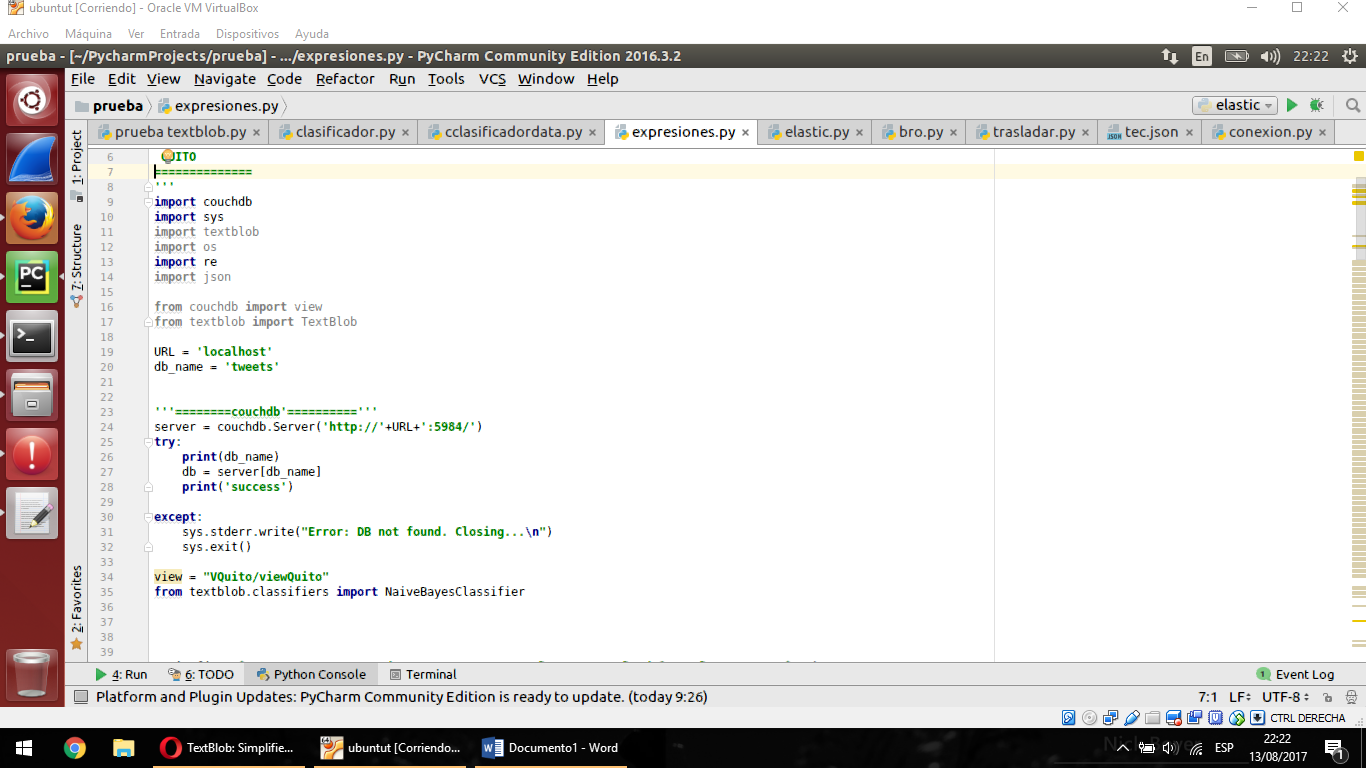 ubuntut [Corriendo] - Oracle VM VirtualBox
Archivo Máquina Ver Entrada Dispositivos Ayuda
prueba - [~/PycharmProjects/prueba] - .../expresiones.py - PyCharm Community Edition 2016.3.2
En 22:22
File Edit View Navigate Code Refactor Run Tools VCS Window Help
prueba expresiones.py elastic
prueba textblob.py clasificador.py cclasificadordata.py expresiones.py elastic.py bro.py trasladar.py tec.json conexion.py
1: Project
7: Structure
2: Favorites
6 ITO
7 ==============
8 '''
9 import couchdb
10 import sys
11 import textblob
12 import os
13 import re
14 import json
15
16 from couchdb import view
17 from textblob import TextBlob
18
19 URL = 'localhost'
20 db_name = 'tweets'
21
22
23 '''========couchdb'=========='''
24 server = couchdb.Server('http://'+URL+':5984/')
25 try:
26 print(db_name)
27 db = server[db_name]
28 print('success')
29
30 except:
31 sys.stderr.write("Error: DB not found. Closing...\n")
32 sys.exit()
33
34 view = "VQuito/viewQuito"
35 from textblob.classifiers import NaiveBayesClassifier
36
37
38
39
4: Run 6: TODO Python Console Terminal 1 Event Log
Platform and Plugin Updates: PyCharm Community Edition is ready to update. (today 9:26) 7:1 LF UTF-8
CTRL DERECHA
TextBlob: Simplifie... ubuntut [Corriendo... Documento1 - Word ESP 22:22
13/08/2017 1